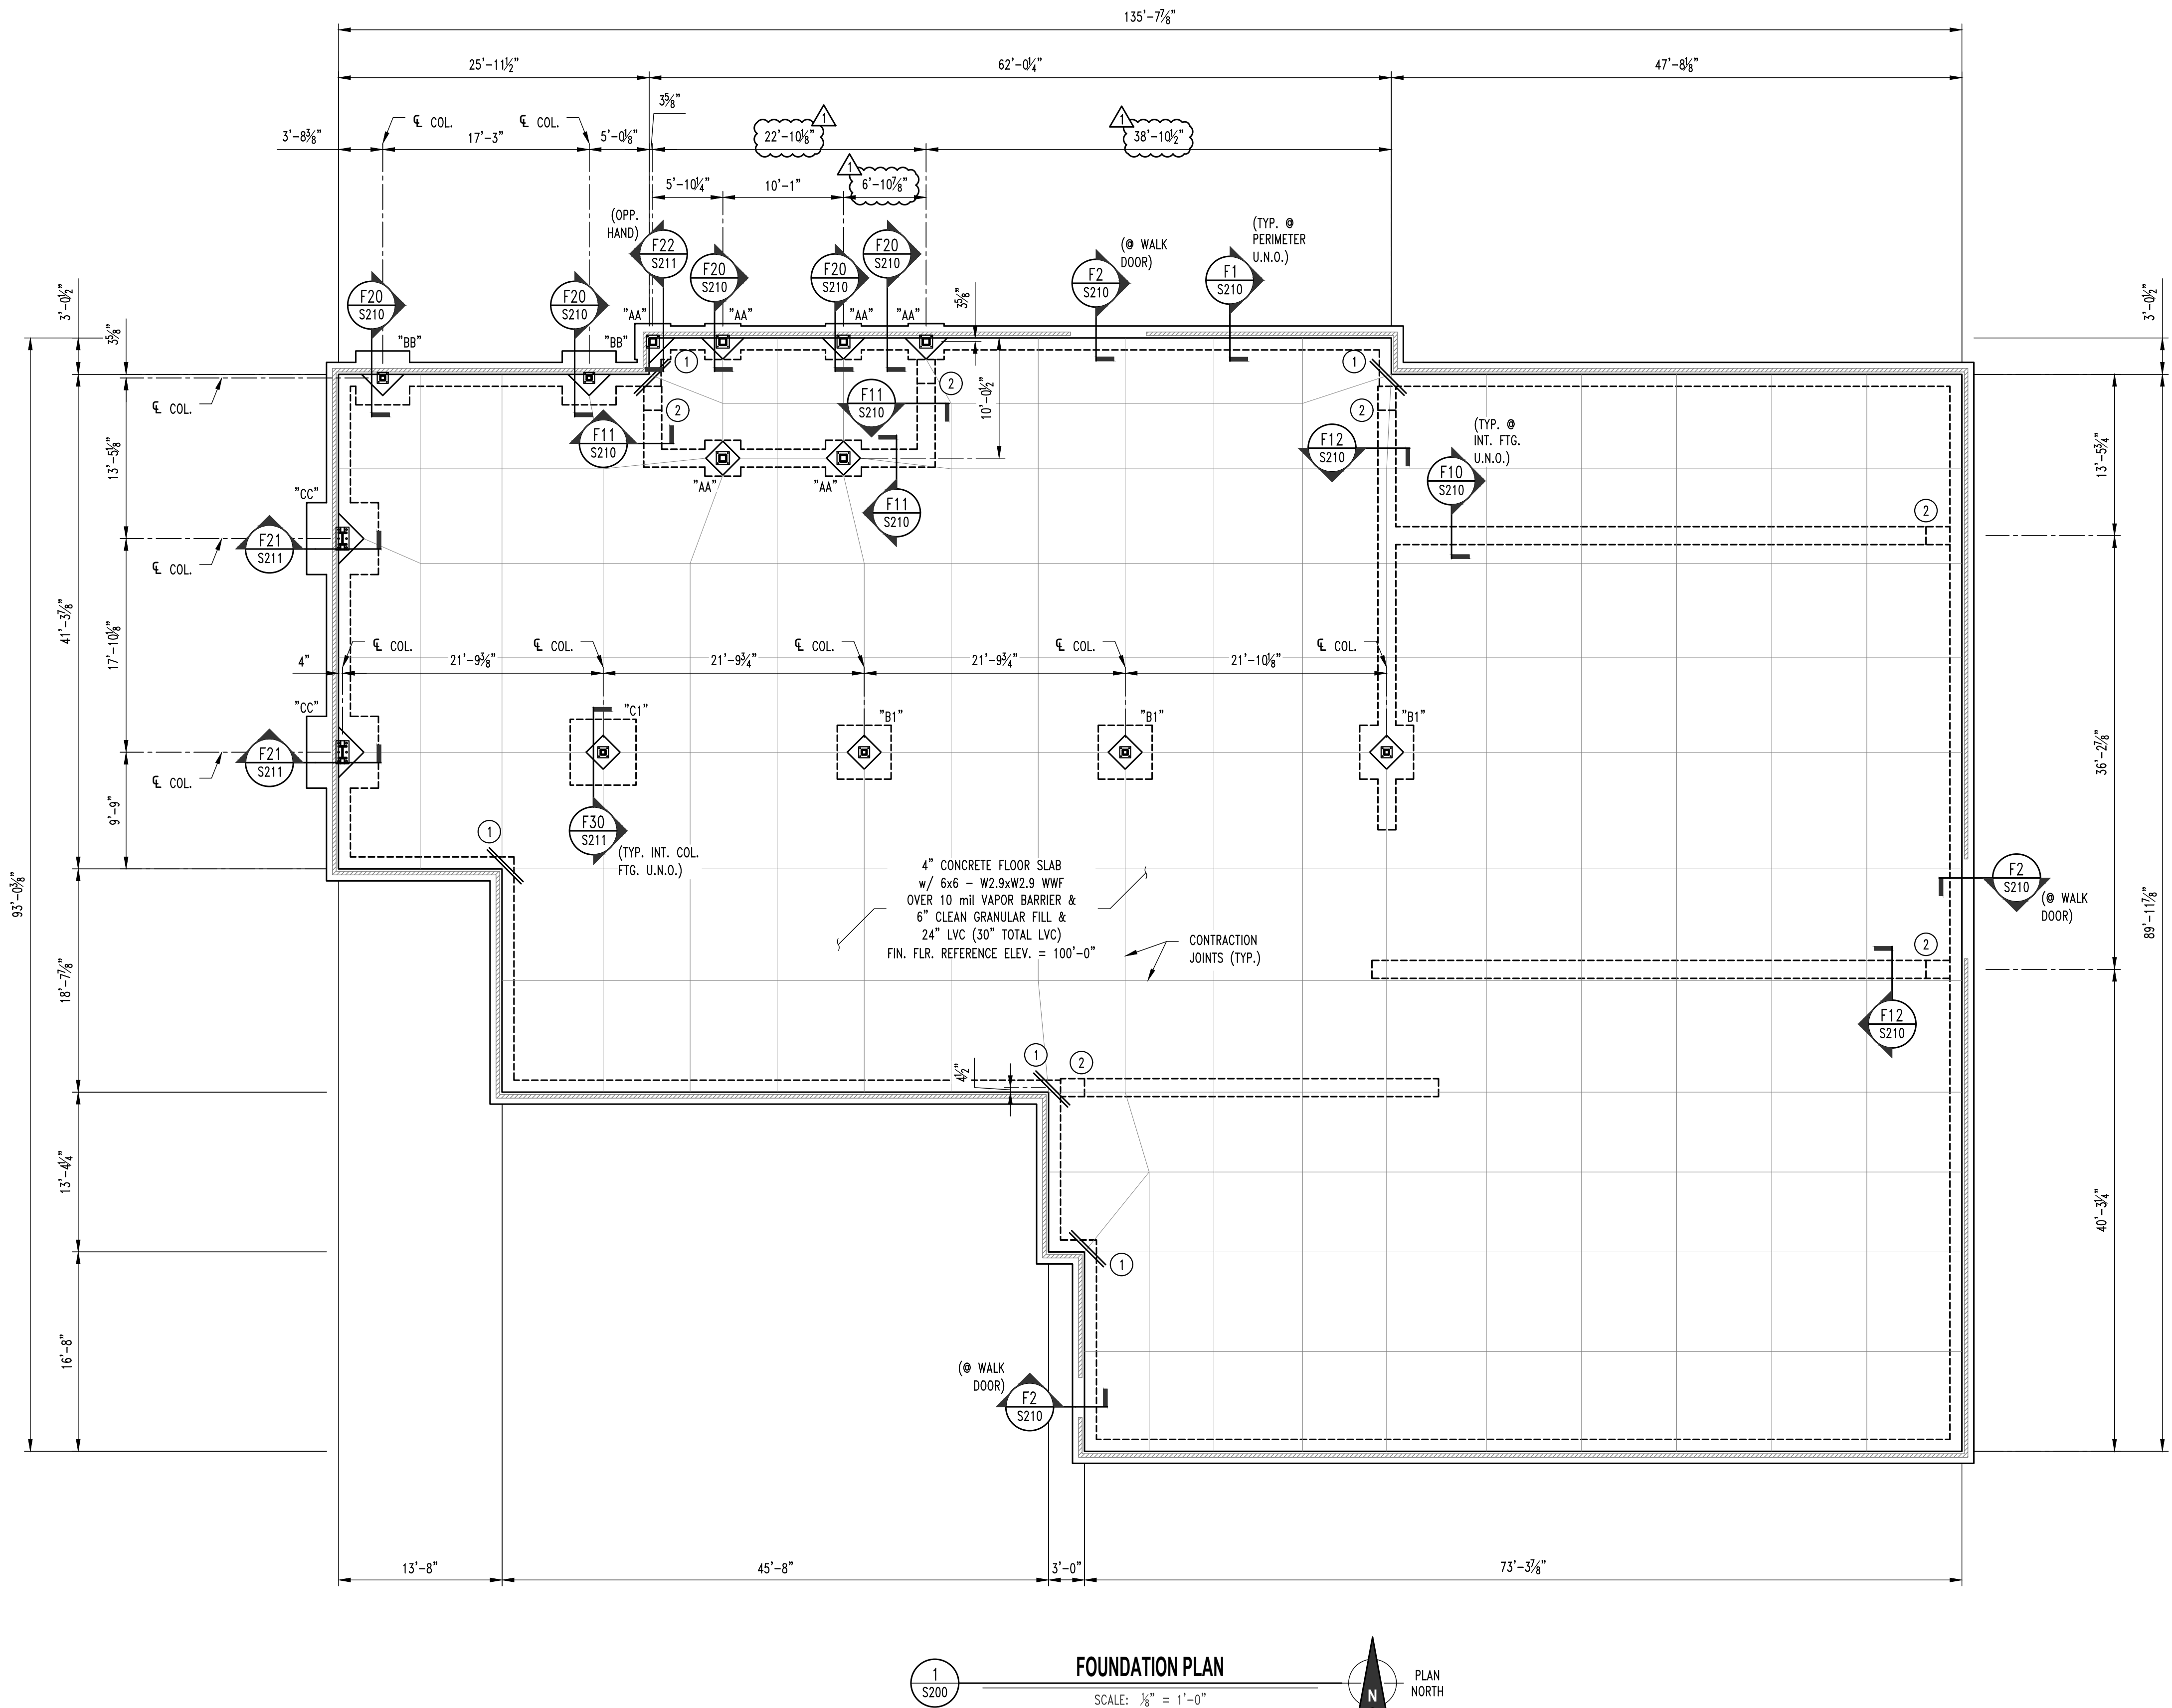 135'-7⅞"
25'-11½"
62'-0¼"
47'-8⅛"
3⅝"
3'-8⅜"
℄ COL.
17'-3"
℄ COL.
5'-0⅛"
22'-10⅛"
1
38'-10½"
1
5'-10¼"
10'-1"
6'-10⅞"
1
(OPP.
HAND)
F22
S211
F20
S210
F20
S210
F20
S210
(@ WALK
DOOR)
F2
S210
F1
S210
(TYP. @
PERIMETER
U.N.O.)
3'-0½"
3⅝"
F20
S210
F20
S210
"AA"
"AA"
"AA"
"AA"
3⅝"
3'-0½"
"BB"
"BB"
1
1
℄ COL.
2
2
F11
S210
F11
S210
10'-0½"
2
F12
S210
(TYP. @
INT. FTG.
U.N.O.)
F10
S210
13'-5⅛"
13'-5¾"
"AA"
"AA"
"CC"
F11
S210
2
F21
S211
℄ COL.
41'-3⅞"
17'-10⅛"
4"
℄ COL.
21'-9⅜"
℄ COL.
21'-9¾"
℄ COL.
21'-9¾"
℄ COL.
21'-10⅛"
℄ COL.
"CC"
"C1"
"B1"
"B1"
"B1"
F21
S211
℄ COL.
36'-2⅞"
9'-9"
1
F30
S211
(TYP. INT. COL.
FTG. U.N.O.)
4" CONCRETE FLOOR SLAB
w/ 6x6 - W2.9xW2.9 WWF
OVER 10 mil VAPOR BARRIER &
6" CLEAN GRANULAR FILL &
24" LVC (30" TOTAL LVC)
FIN. FLR. REFERENCE ELEV. = 100'-0"
CONTRACTION
JOINTS (TYP.)
F2
S210
(@ WALK
DOOR)
93'-0⅜"
89'-11⅞"
2
18'-7⅞"
F12
S210
1
2
4½"
13'-4¼"
40'-3¼"
1
16'-8"
(@ WALK
DOOR)
F2
S210
13'-8"
45'-8"
3'-0"
73'-3⅞"
1
S200
FOUNDATION PLAN
SCALE: ⅛" = 1'-0"
N
PLAN
NORTH